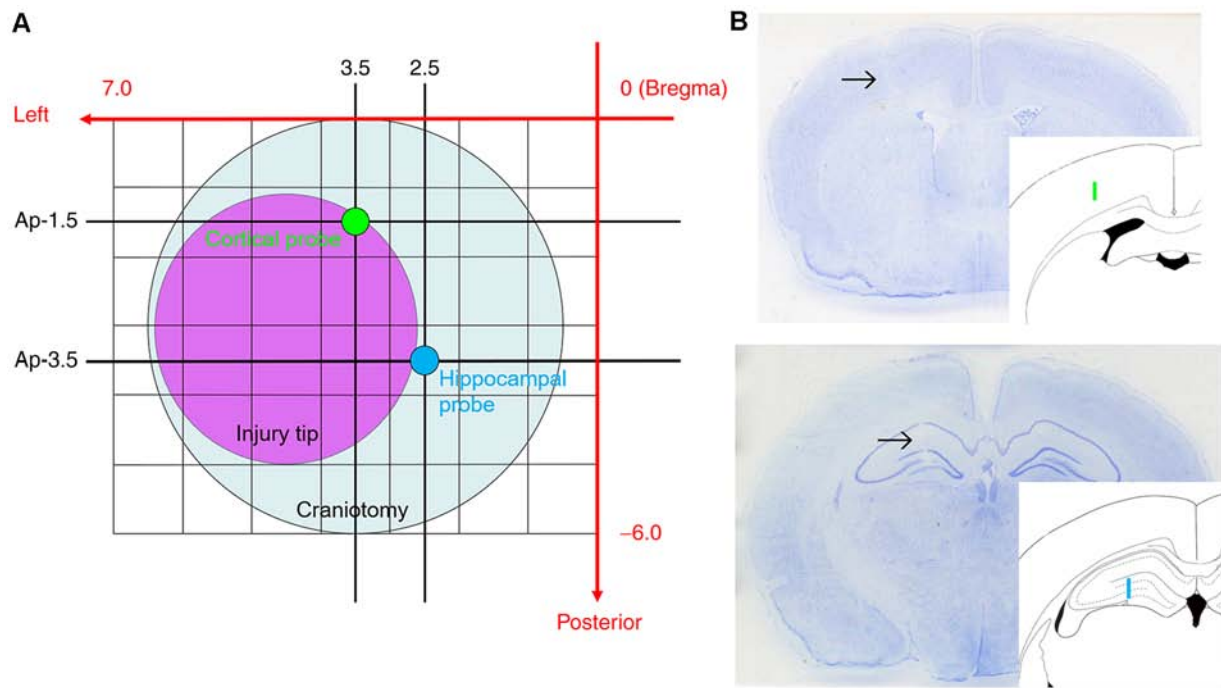 A
B
3.5 2.5
7.0
0 (Bregma)
Left
Ap-1.5
Cortical probe
Ap-3.5
Hippocampal
probe
Injury tip
Craniotomy
–6.0
Posterior